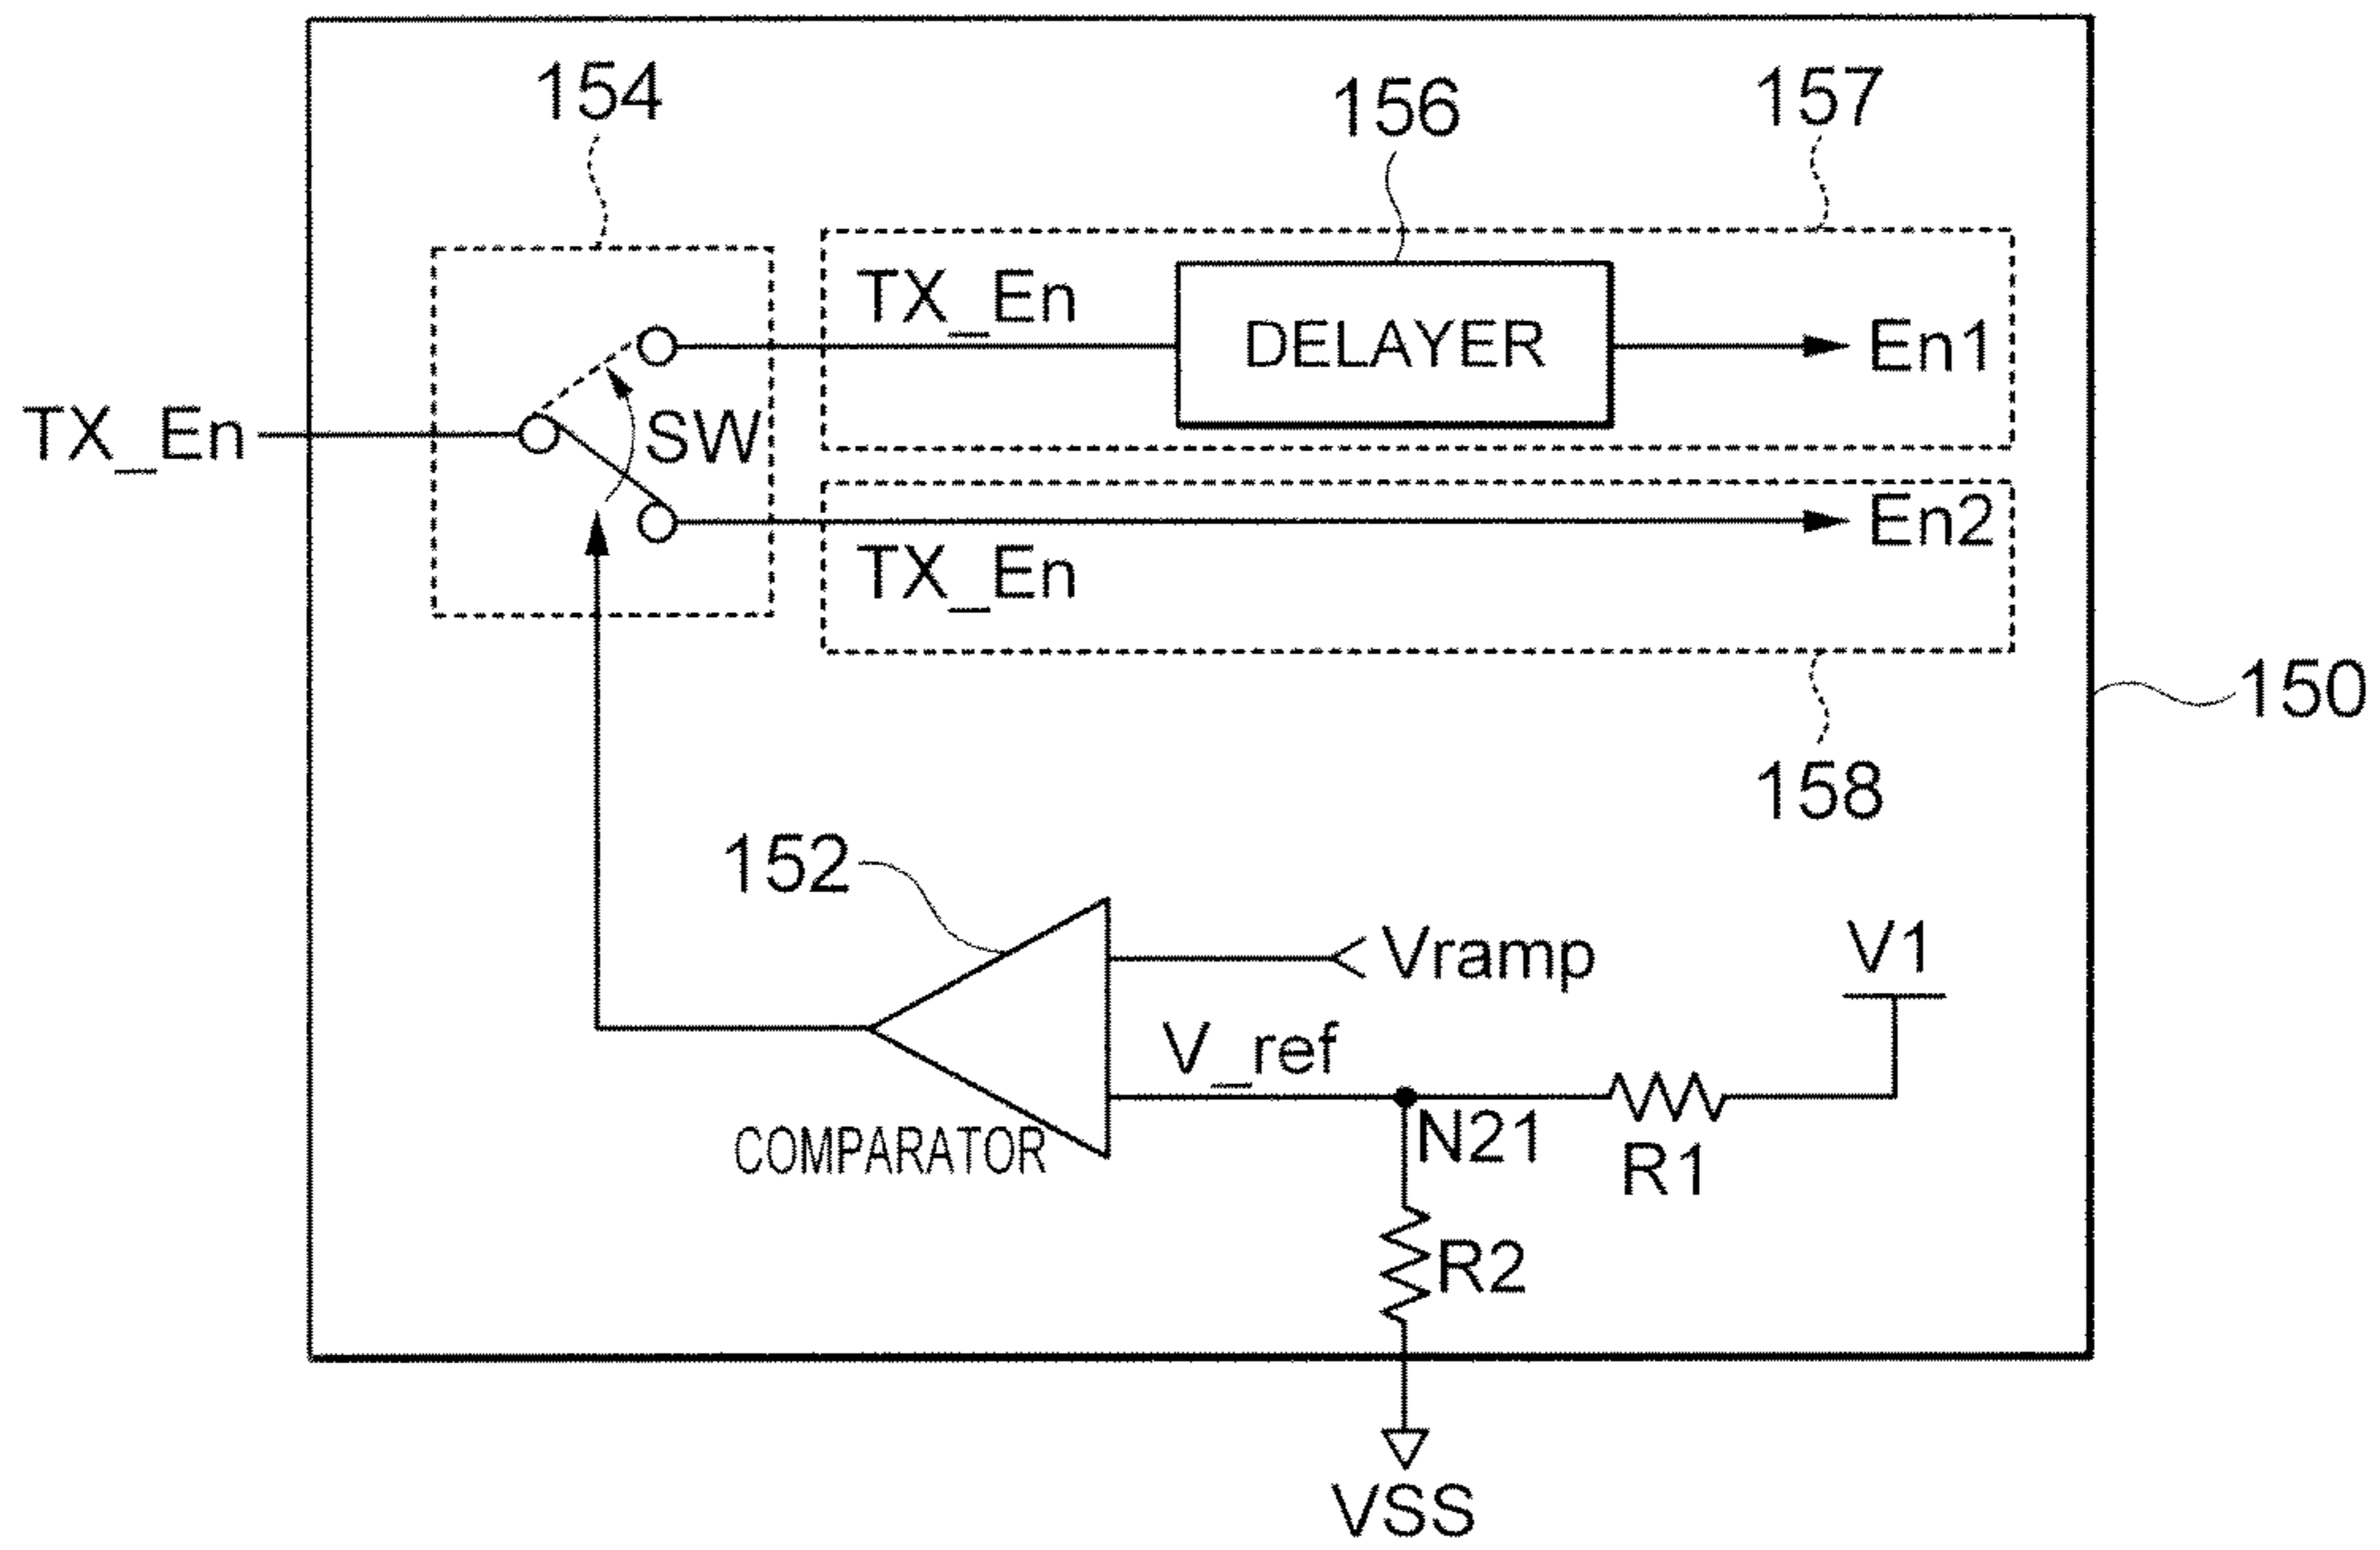 154
156
157
TX_En
DELAYER
En1
TX_En
SW
En2
TX_En
150
158
152
Vramp
V1
V_ref
COMPARATOR
N21
R1
R2
VSS